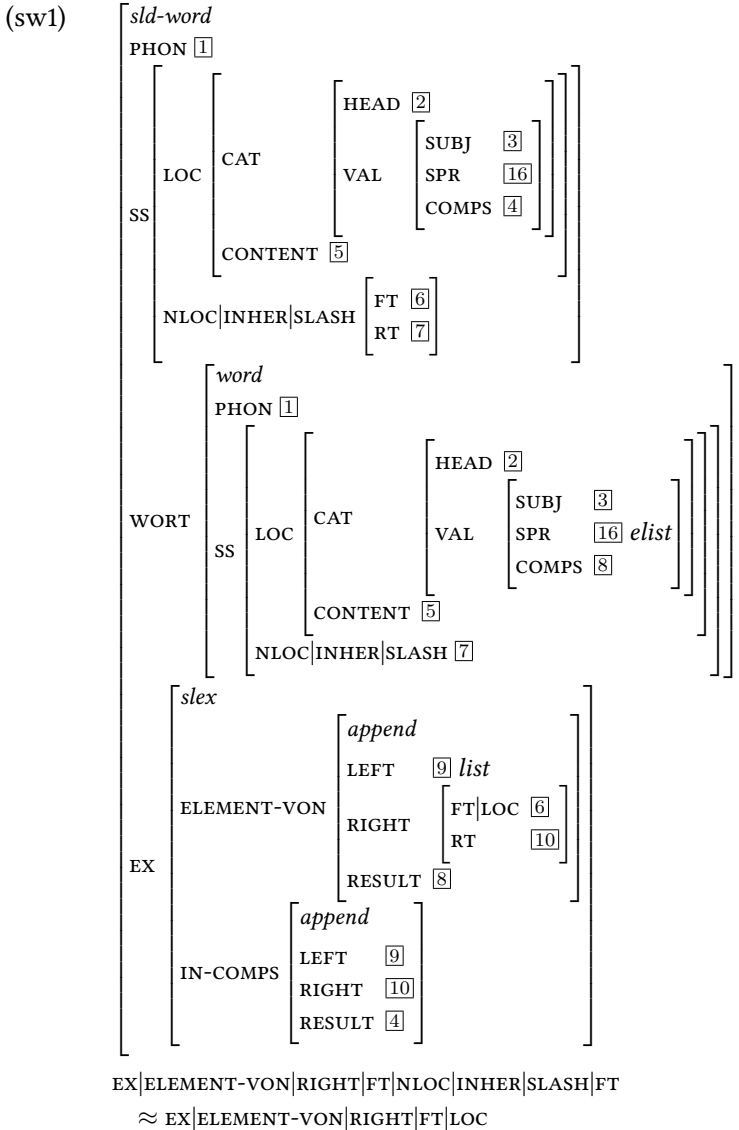 (sw1)
sld-word
PHON 1
HEAD 2
SUBJ 3
CAT
LOC
VAL
SPR 16
COMPS 4
SS
CONTENT 5
FT 6
NLOC|INHER|SLASH
RT 7
word
PHON 1
HEAD 2
SUBJ 3
WORT
CAT
LOC
VAL
SPR 16 elist
SS
COMPS 8
CONTENT 5
NLOC|INHER|SLASH 7
slex
append
LEFT 9 list
ELEMENT-VON
FT|LOC 6
RIGHT
RT 10
EX
RESULT 8
append
LEFT 9
IN-COMPS
RIGHT 10
RESULT 4
EX|ELEMENT-VON|RIGHT|FT|NLOC|INHER|SLASH|FT
≈ EX|ELEMENT-VON|RIGHT|FT|LOC